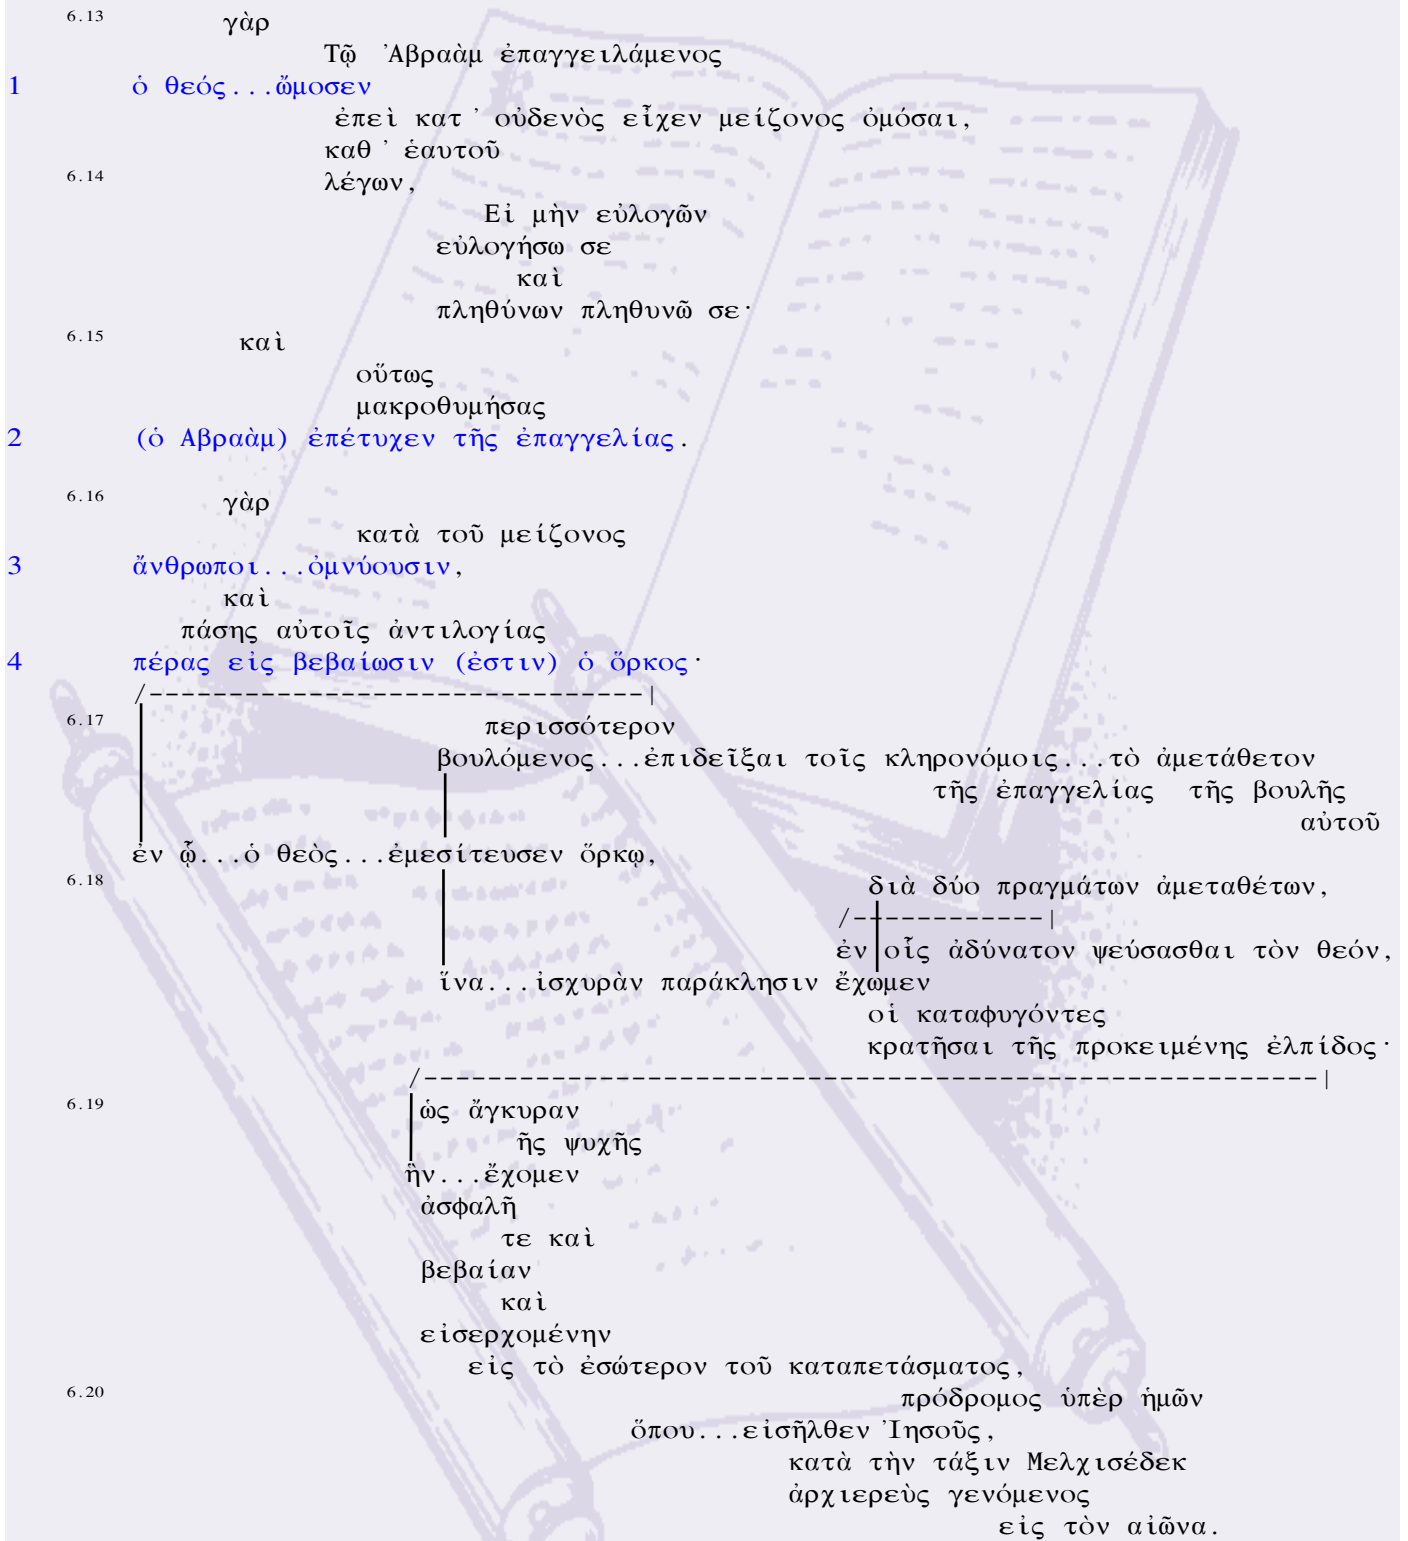 6.13 γὰρ
Τῷ Ἀβραὰμ ἐπαγγειλάμενος
1 ὁ θεός...ὤμοσεν
ἐπεὶ κατ' οὐδενὸς εἶχεν μείζονος ὀμόσαι,
καθ' ἑαυτοῦ
6.14 λέγων,
Εἰ μὴν εὐλογῶν
εὐλογήσω σε
καὶ
πληθύνων πληθυνῶ σε·
6.15 καὶ
οὕτως
μακροθυμήσας
2 (ὁ Αβραὰμ) ἐπέτυχεν τῆς ἐπαγγελίας.
6.16 γὰρ
κατὰ τοῦ μείζονος
3 ἄνθρωποι...ὀμνύουσιν,
καὶ
πάσης αὐτοῖς ἀντιλογίας
4 πέρας εἰς βεβαίωσιν (ἐστιν) ὁ ὅρκος·
/--------------------------------|
6.17 περισσότερον
βουλόμενος...ἐπιδεῖξαι τοῖς κληρονόμοις...τὸ ἀμετάθετον
τῆς ἐπαγγελίας τῆς βουλῆς
αὐτοῦ
ἐν ᾧ...ὁ θεὸς...ἐμεσίτευσεν ὅρκῳ,
6.18 διὰ δύο πραγμάτων ἀμεταθέτων,
/------------|
ἐν οἷς ἀδύνατον ψεύσασθαι τὸν θεόν,
ἵνα...ἰσχυρὰν παράκλησιν ἔχωμεν
οἱ καταφυγόντες
κρατῆσαι τῆς προκειμένης ἐλπίδος·
/---------------------------------------------------------|
6.19 ὡς ἄγκυραν
ῆς ψυχῆς
ἣν...ἔχομεν
ἀσφαλῆ
τε καὶ
βεβαίαν
καὶ
εἰσερχομένην
εἰς τὸ ἐσώτερον τοῦ καταπετάσματος,
6.20 πρόδρομος ὑπὲρ ἡμῶν
ὅπου...εἰσῆλθεν Ἰησοῦς,
κατὰ τὴν τάξιν Μελχισέδεκ
ἀρχιερεὺς γενόμενος
εἰς τὸν αἰῶνα.